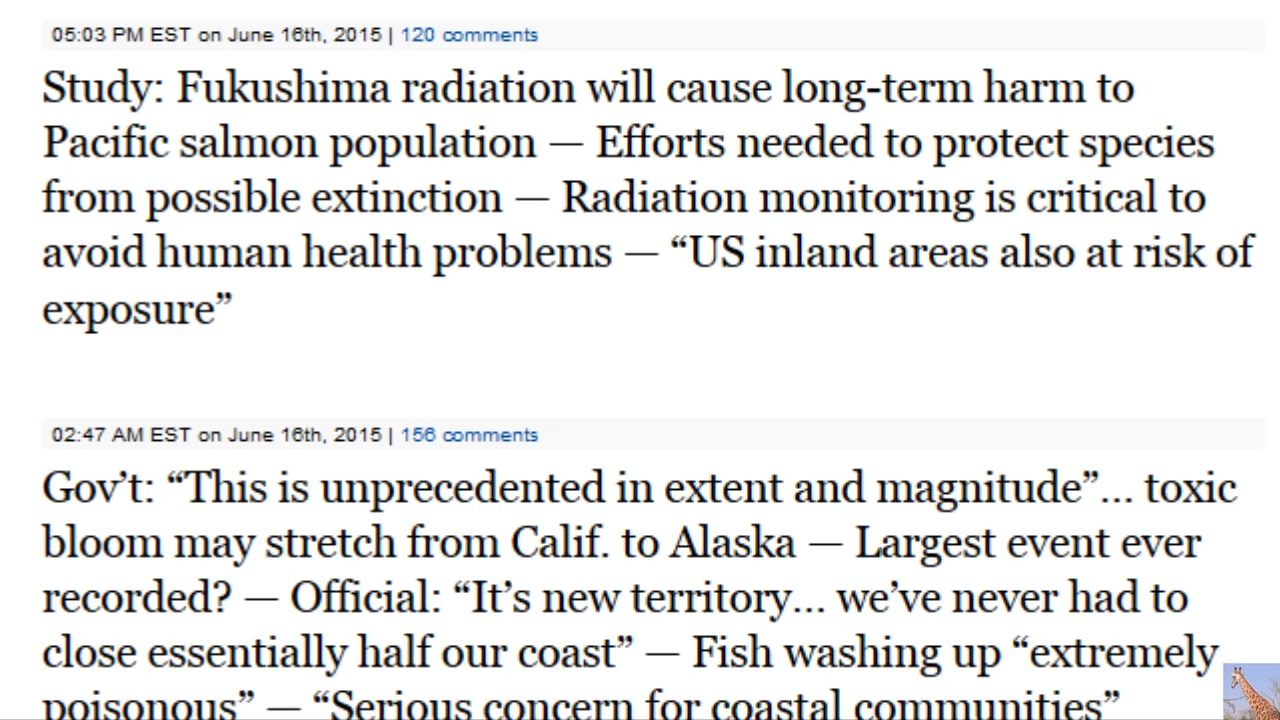 05:03 PM EST on June 16th, 2015 | 120 comments
Study: Fukushima radiation will cause long-term harm to
Pacific salmon population — Efforts needed to protect species
from possible extinction — Radiation monitoring is critical to
avoid human health problems — “US inland areas also at risk of
exposure”
02:47 AM EST on June 16th, 2015 | 156 comments
Gov’t: “This is unprecedented in extent and magnitude”... toxic
bloom may stretch from Calif. to Alaska — Largest event ever
recorded? — Official: “It’s new territory... we’ve never had to
close essentially half our coast” — Fish washing up “extremely
poisonous” — “Serious concern for coastal communities”